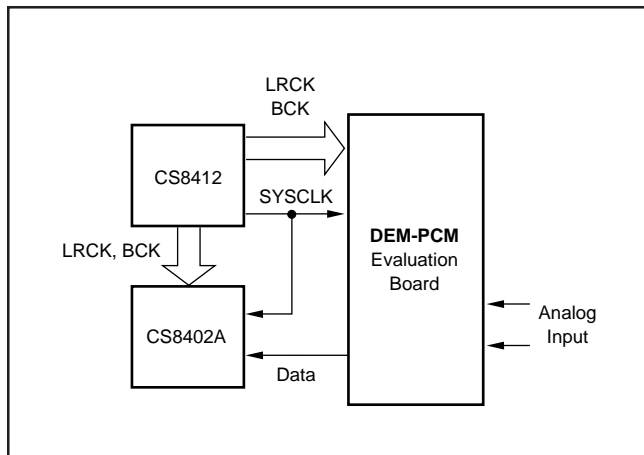 LRCK
BCK
CS8412
SYSCLK
LRCK, BCK
DEM-PCM
Evaluation
Board
CS8402A
Analog
Input
Data